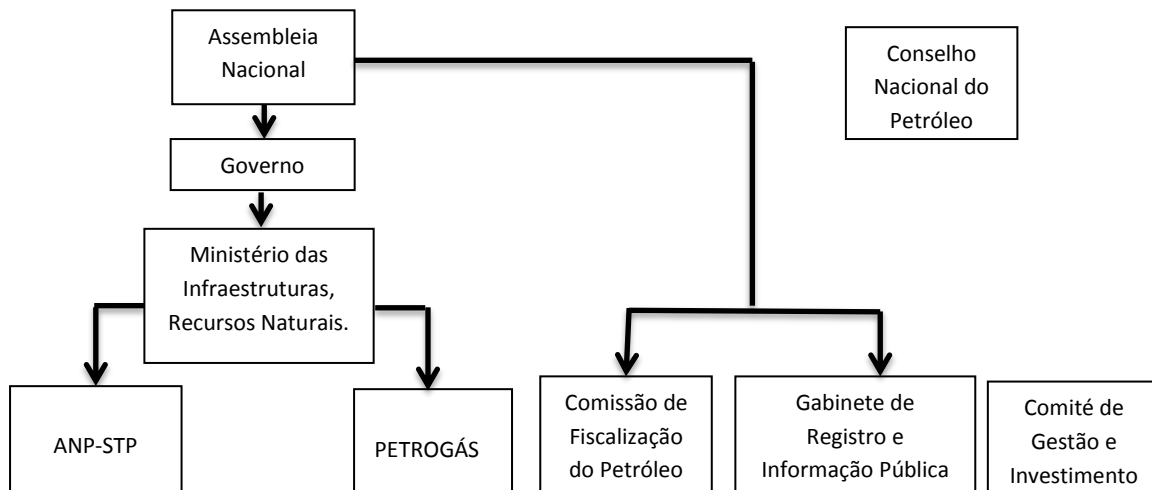 Assembleia
Nacional
Conselho
Nacional do
Petróleo
Governo
Ministério das
Infraestruturas,
Recursos Naturais.
ANP-STP
PETROGÁS
Comissão de
Fiscalização
do Petróleo
Gabinete de
Registro e
Informação Pública
Comité de
Gestão e
Investimento